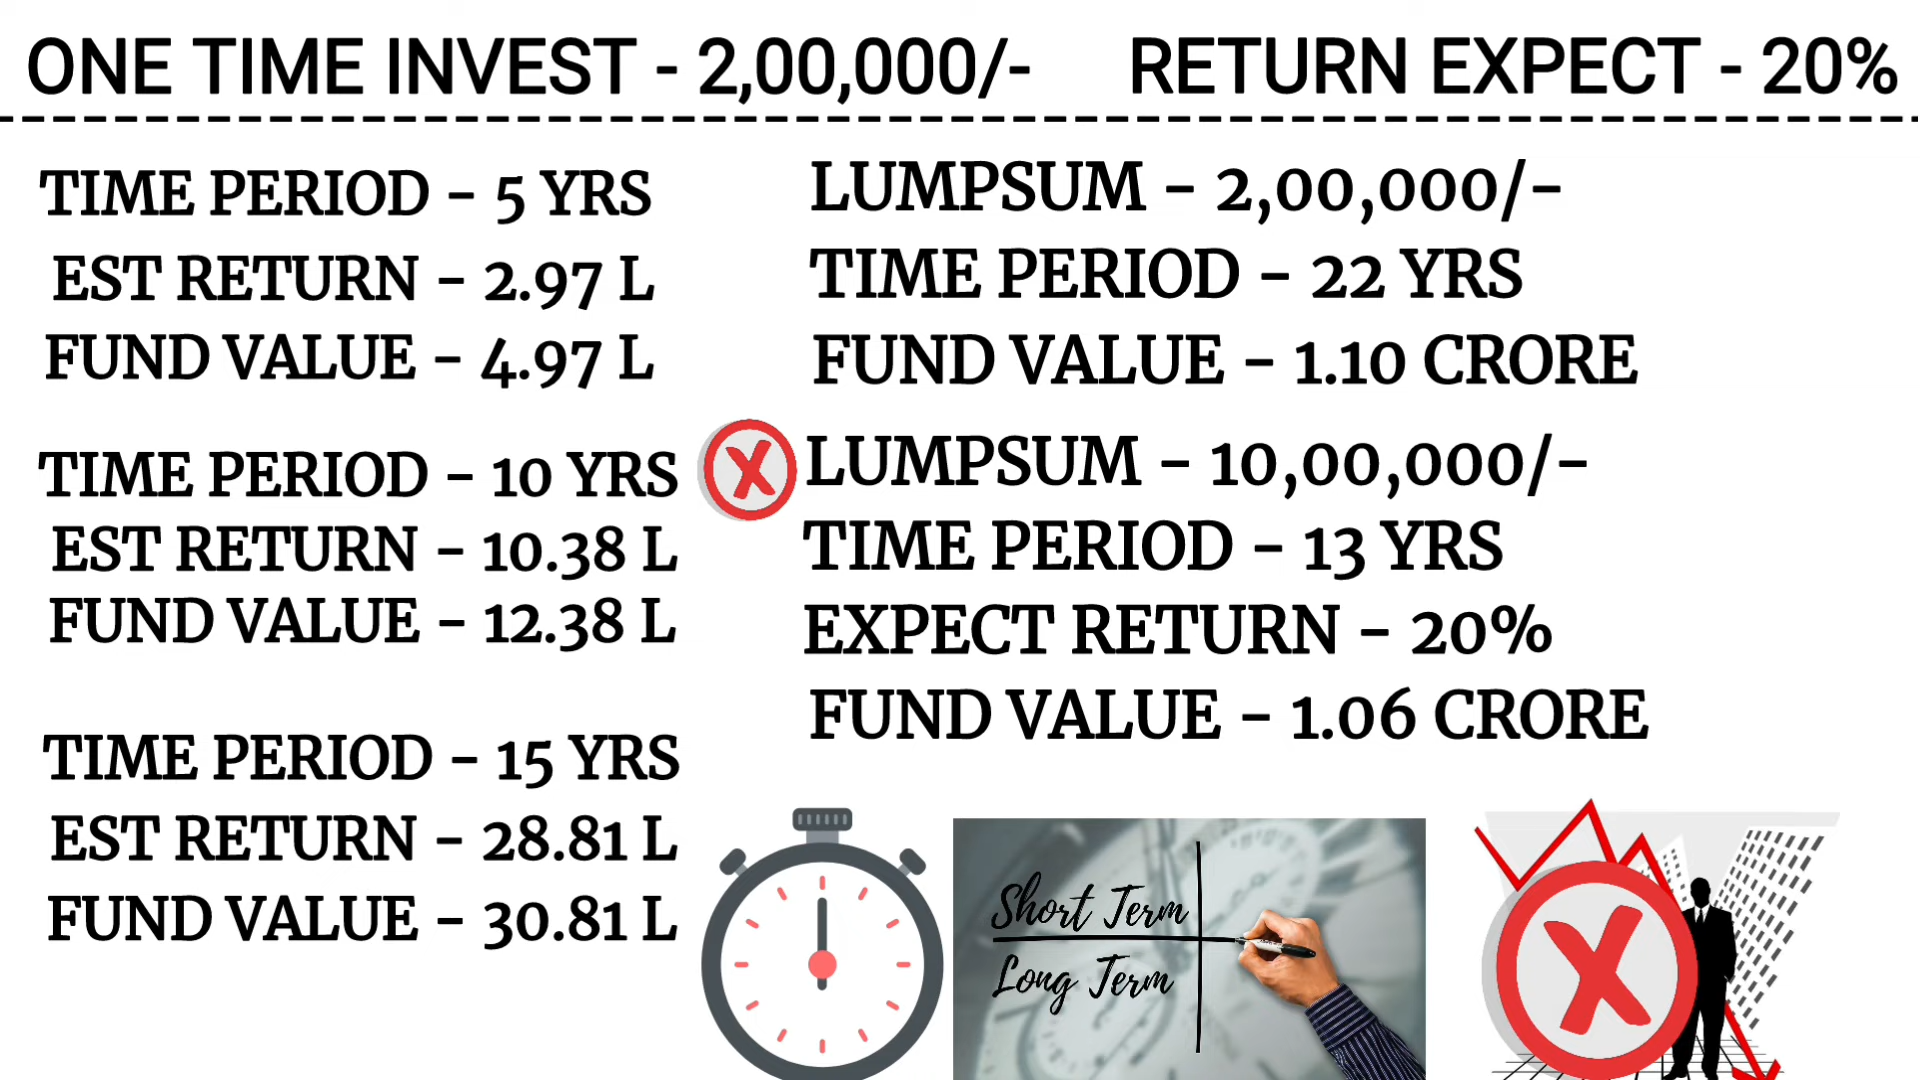 ONE TIME INVEST - 2,00,000/- RETURN EXPECT - 20%
TIME PERIOD - 5 YRS
EST RETURN - 2.97 L
FUND VALUE - 4.97 L
TIME PERIOD - 10 YRS
EST RETURN - 10.38 L
FUND VALUE - 12.38 L
TIME PERIOD - 15 YRS
EST RETURN - 28.81 L
FUND VALUE - 30.81 L
LUMPSUM - 2,00,000/-
TIME PERIOD - 22 YRS
FUND VALUE - 1.10 CRORE
X
LUMPSUM - 10,00,000/-
TIME PERIOD - 13 YRS
EXPECT RETURN - 20%
FUND VALUE - 1.06 CRORE
Short Term
Long Term
X